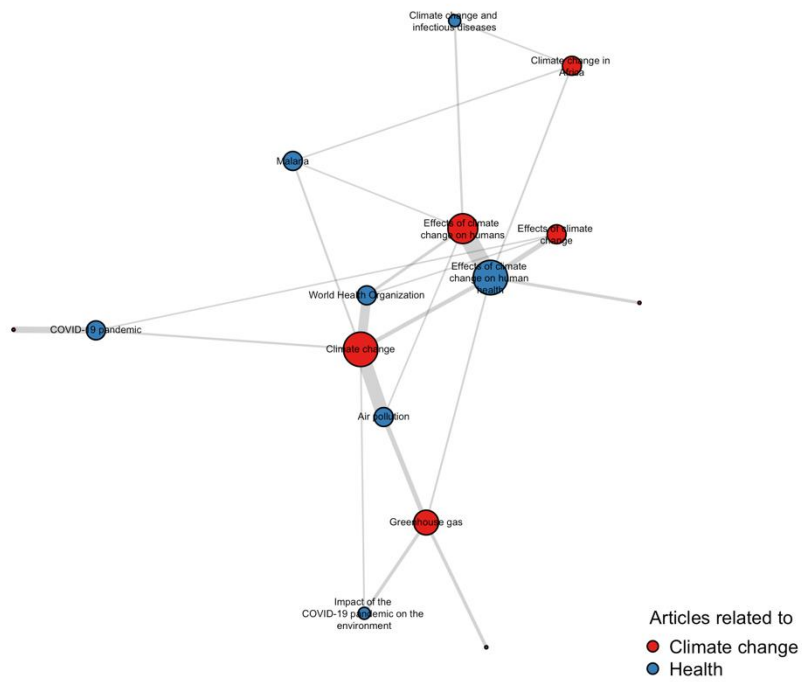 Climate change and
infectious diseases
Climate change in
Africa
Malaria
Effects of climate
change on humans
Effects of climate
change
Effects of climate
change on human
health
World Health Organization
COVID-19 pandemic
Climate change
Air pollution
Greenhouse gas
Impact of the
COVID-19 pandemic on the
environment
Articles related to
Climate change
Health